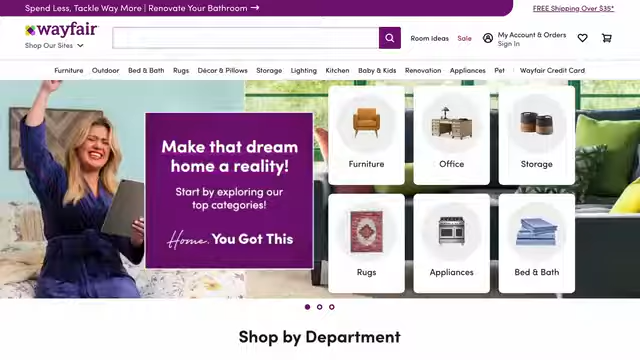 Spend Less, Tackle Way More | Renovate Your Bathroom →
FREE Shipping Over $35*
wayfair
Shop Our Sites
Room Ideas
Sale
My Account & Orders
Sign In
Furniture
Outdoor
Bed & Bath
Rugs
Décor & Pillows
Storage
Lighting
Kitchen
Baby & Kids
Renovation
Appliances
Pet
Wayfair Credit Card
Make that dream
home a reality!
Start by exploring our
top categories!
Home. You Got This
Furniture
Office
Storage
Rugs
Appliances
Bed & Bath
Shop by Department